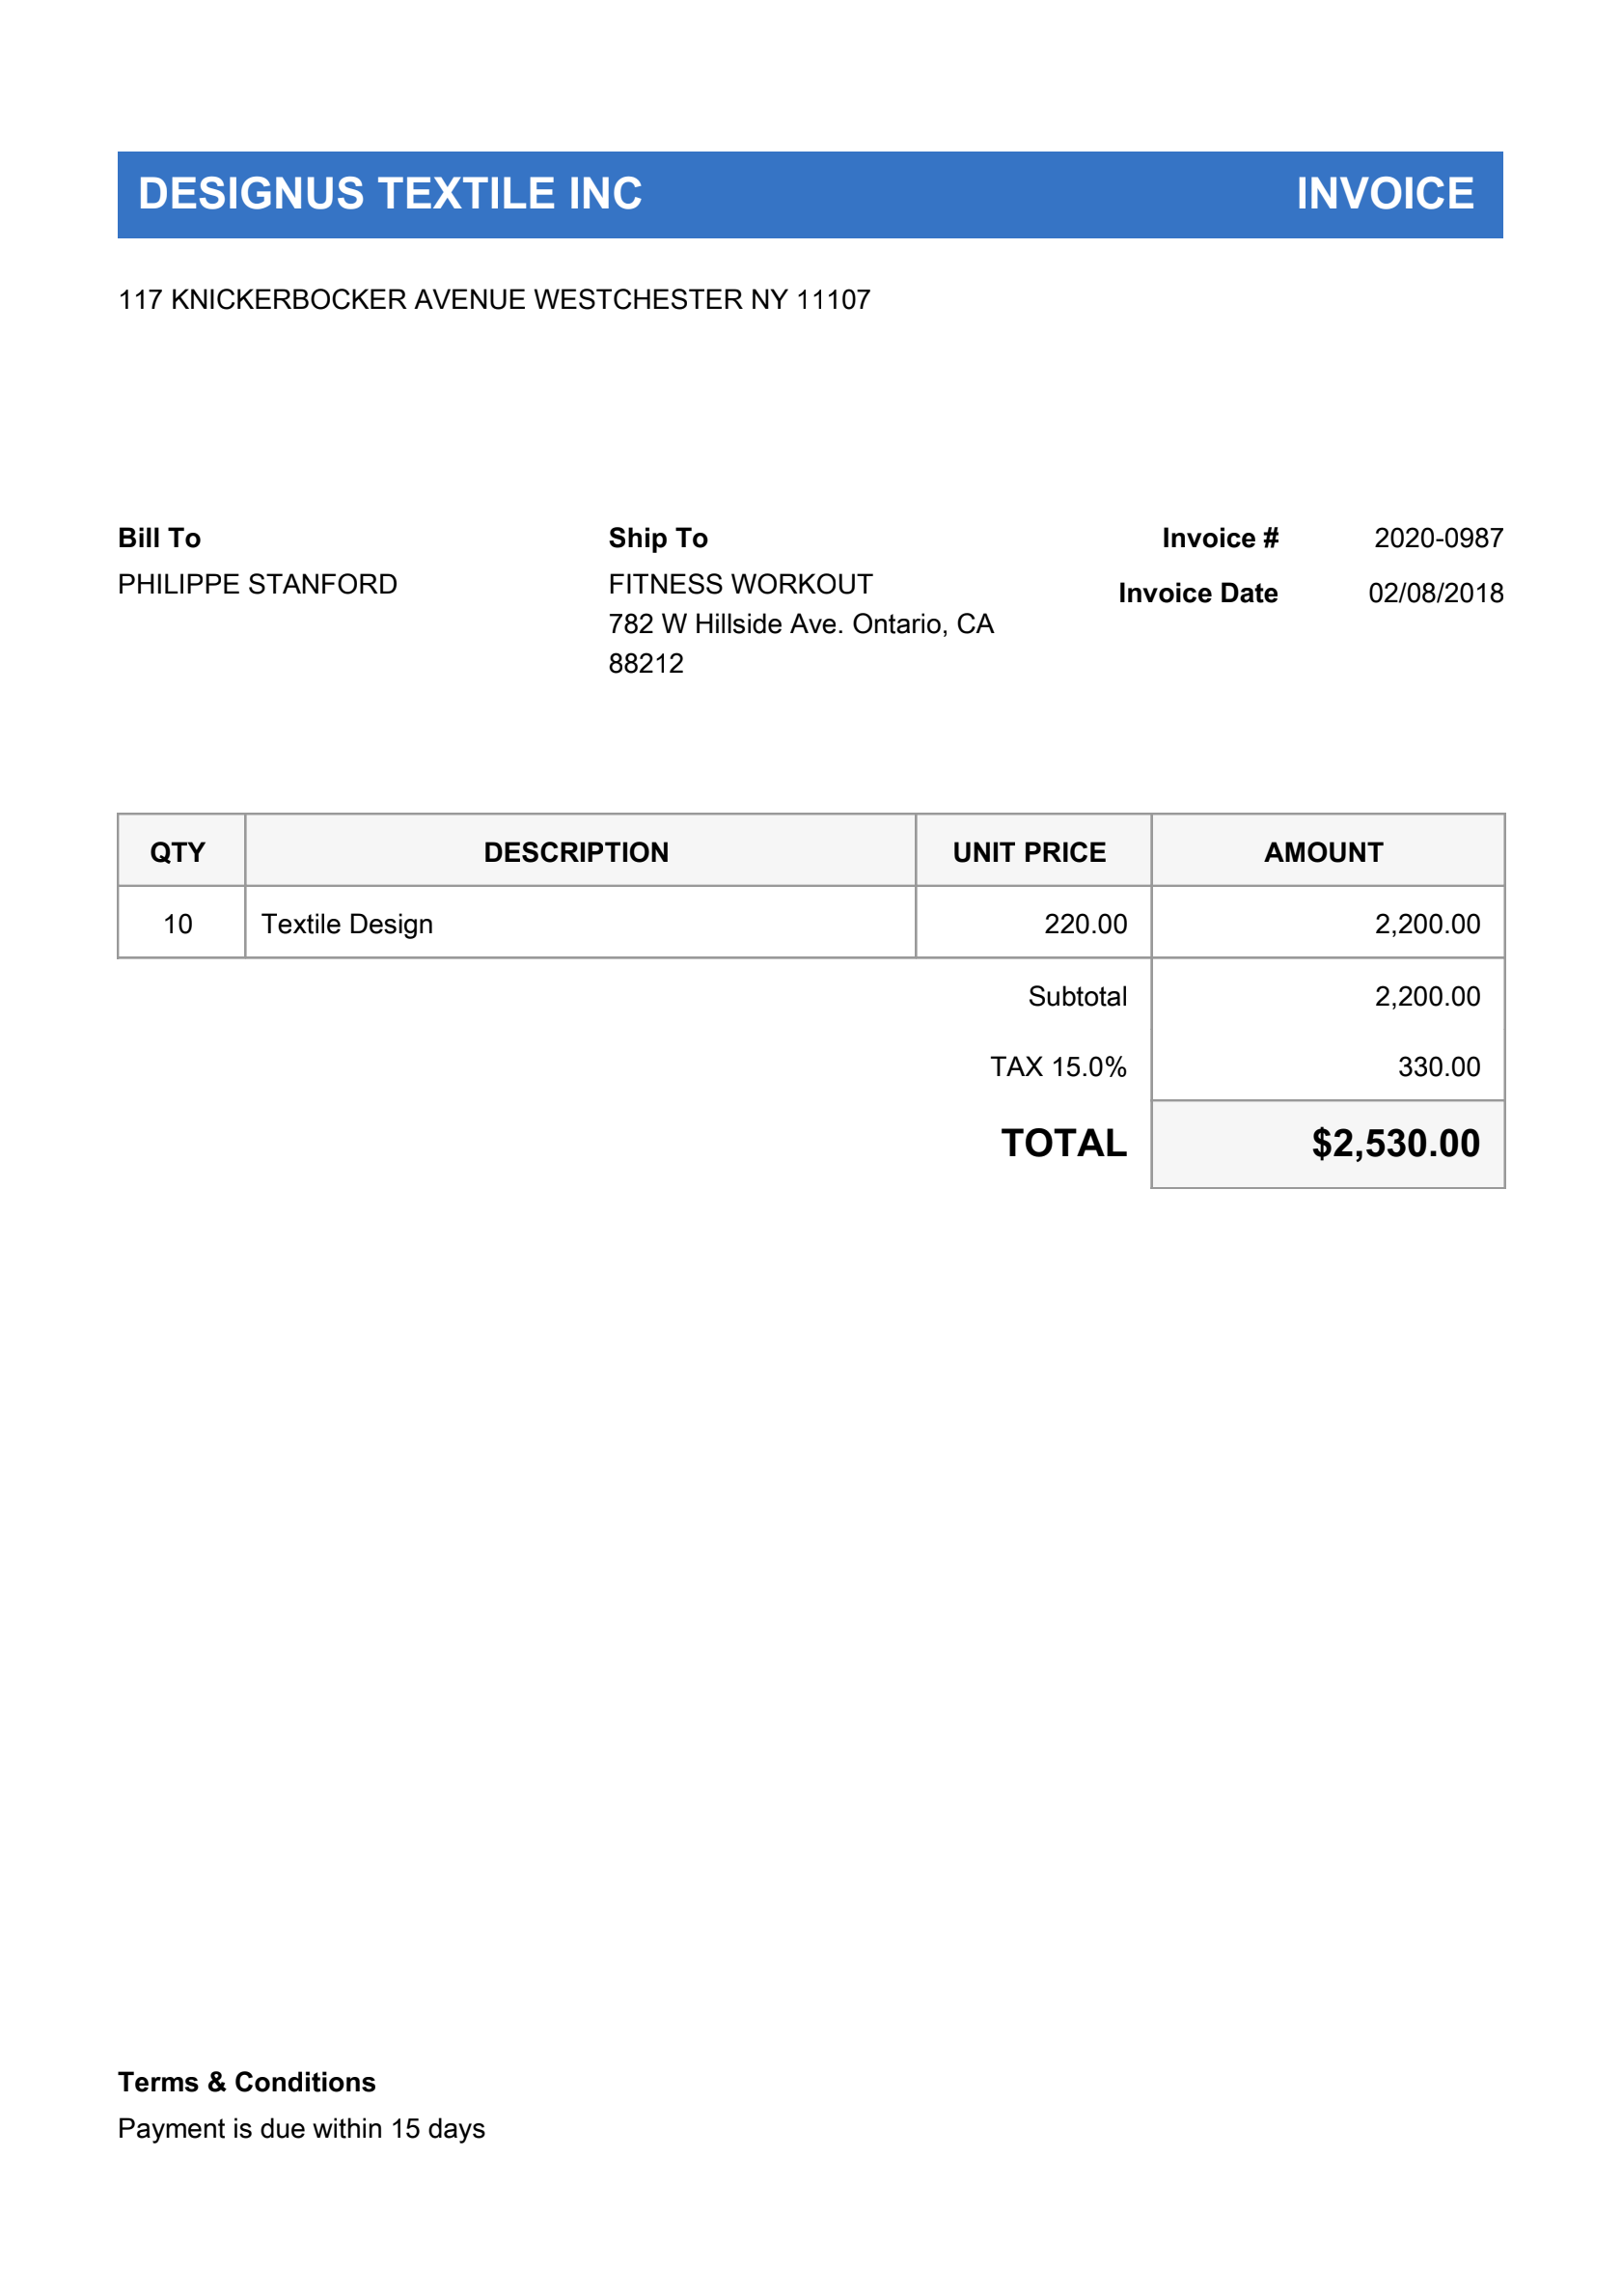 DESIGNUS TEXTILE INC INVOICE
117 KNICKERBOCKER AVENUE WESTCHESTER NY 11107
Bill To
PHILIPPE STANFORD
Ship To
FITNESS WORKOUT
782 W Hillside Ave. Ontario, CA
88212
Invoice # 2020-0987
Invoice Date 02/08/2018
QTY DESCRIPTION UNIT PRICE AMOUNT
10 Textile Design 220.00 2,200.00
Subtotal 2,200.00
TAX 15.0% 330.00
TOTAL $2,530.00
Terms & Conditions
Payment is due within 15 days